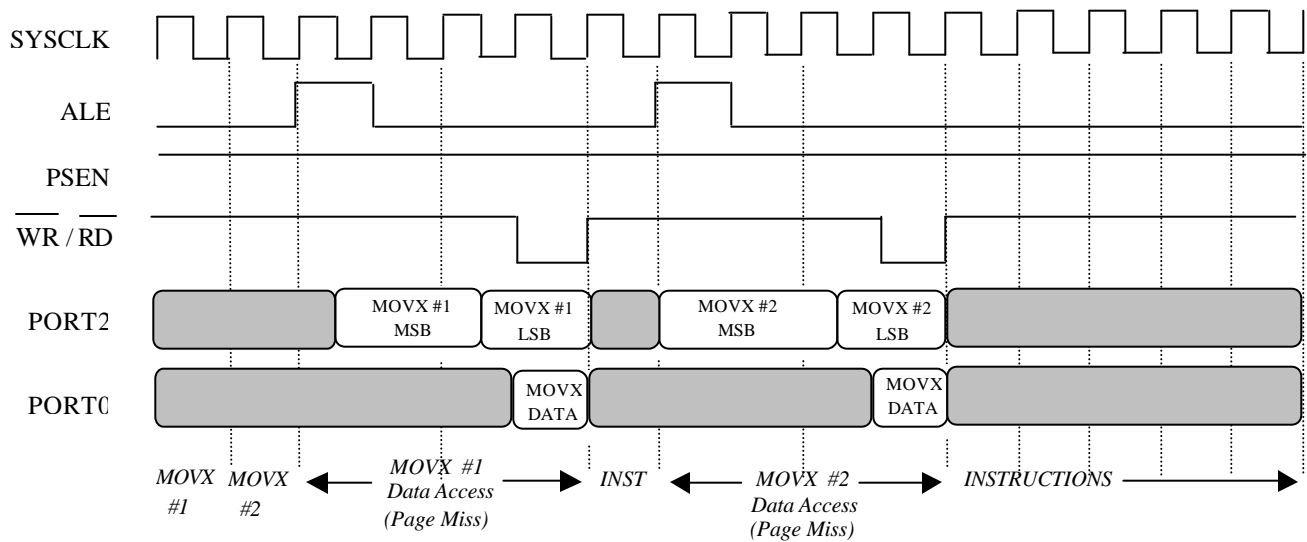 SYSCLK
ALE
PSEN
WR / RD
PORT2
MOVX #1
MSB
MOVX #1
LSB
MOVX #2
MSB
MOVX #2
LSB
PORT0
MOVX
DATA
MOVX
DATA
MOVX
#1
MOVX
#2
MOVX #1
Data Access
(Page Miss)
INST
MOVX #2
Data Access
(Page Miss)
INSTRUCTIONS